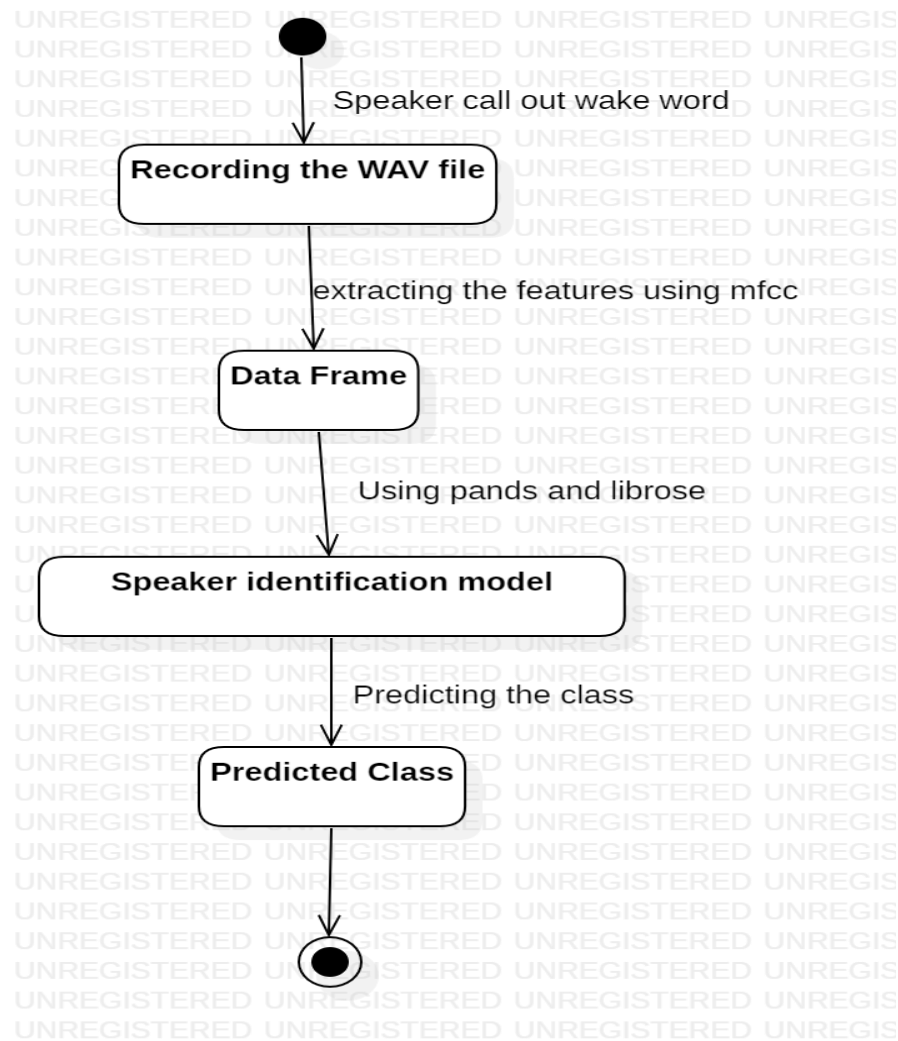 Speaker call out wake word
Recording the WAV file
extracting the features using mfcc
Data Frame
Using pands and librose
Speaker identification model
Predicting the class
Predicted Class
UNREGISTERED